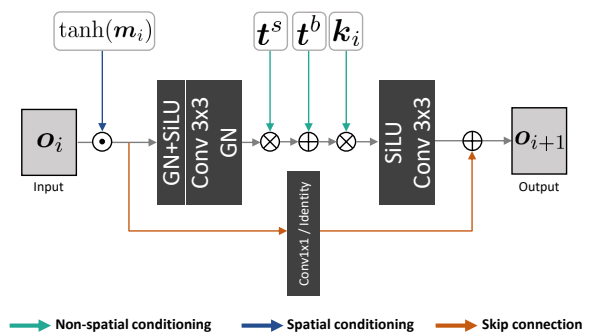 tanh(m_i)
t^s
t^b
k_i
o_i
GN+SiLU
Conv 3x3
GN
SiLU
Conv 3x3
o_{i+1}
Input
Output
Conv1x1 / Identity
Non-spatial conditioning
Spatial conditioning
Skip connection